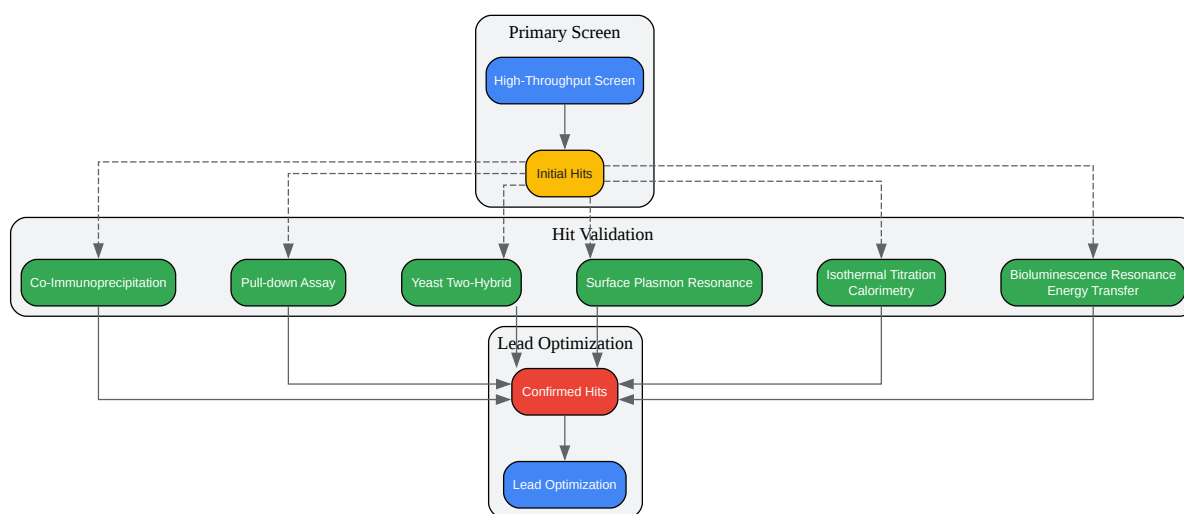 Primary Screen
High-Throughput Screen
Initial Hits
Hit Validation
Co-Immunoprecipitation
Pull-down Assay
Yeast Two-Hybrid
Surface Plasmon Resonance
Isothermal Titration
Calorimetry
Bioluminescence Resonance
Energy Transfer
Lead Optimization
Confirmed Hits
Lead Optimization